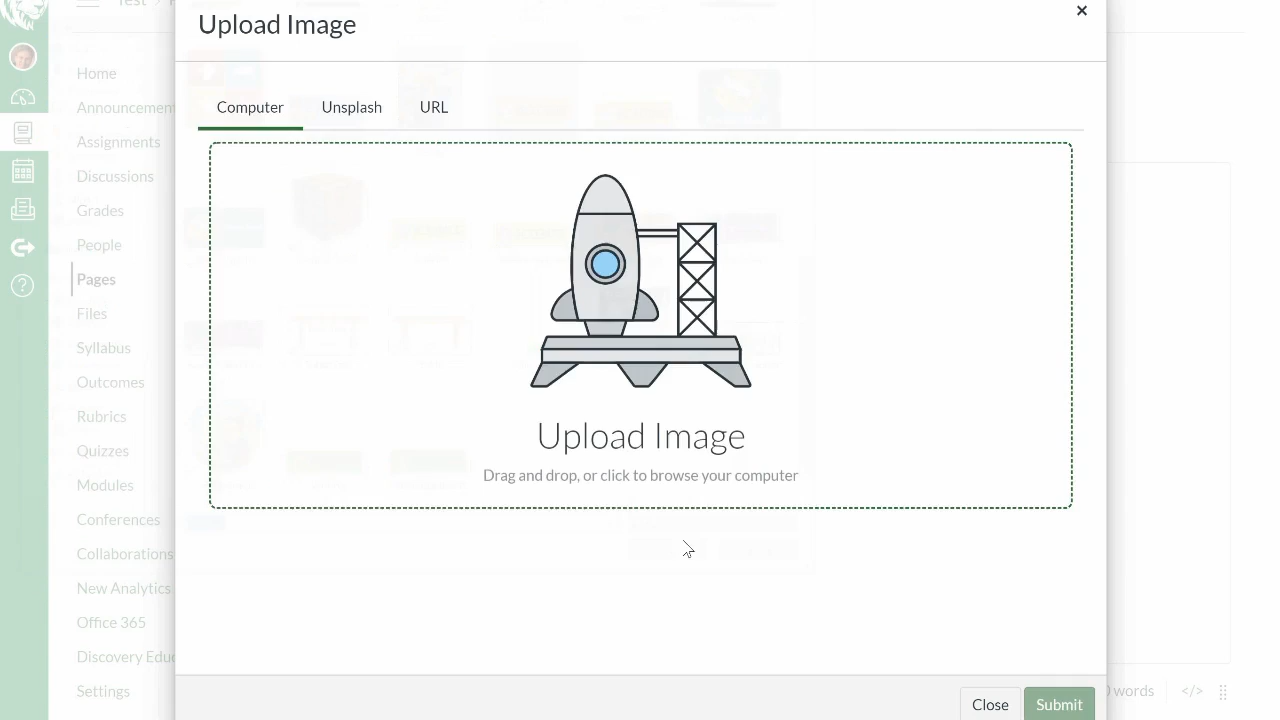 Test
Upload Image
×
Home
Announcemen
Computer
Unsplash
URL
Assignments
Discussions
Grades
People
Pages
Files
Syllabus
Outcomes
Rubrics
Upload Image
Quizzes
Drag and drop, or click to browse your computer
Modules
Conferences
Collaborations
New Analytics
Office 365
Discovery Edu
Settings
words
</>
Close
Submit